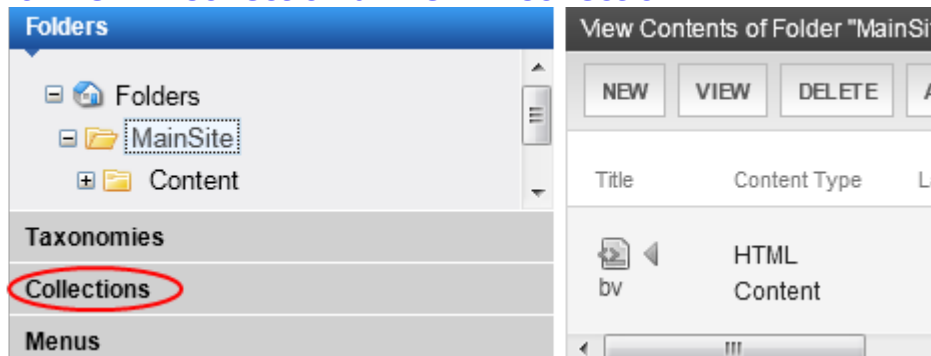 Folders
Folders
MainSite
Content
Taxonomies
Collections
Menus
View Contents of Folder "MainSi
NEW VIEW DELETE A
Title Content Type L
HTML
bv Content